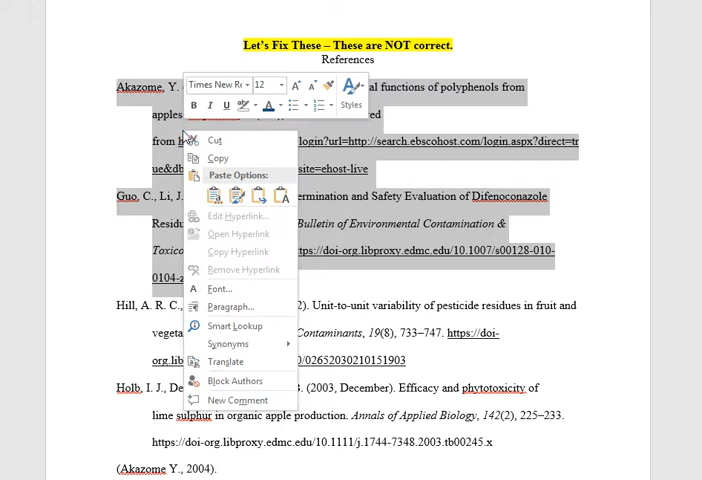 Let's Fix These – These are NOT correct.
References
Akazome, Y. al functions of polyphenols from
Times New R 12
apples red
B I U Styles
from h login?url=http://search.ebscohost.com/login.aspx?direct=tr
Cut
Copy
ue&db site=ehost-live
Paste Options:
Guo, C., Li, J. ermination and Safety Evaluation of Difenoconazole
Edit Hyperlink...
Residu Bulletin of Environmental Contamination &
Open Hyperlink
Toxico ttps://doi-org.libproxy.edmc.edu/10.1007/s00128-010-
Copy Hyperlink
Remove Hyperlink
0104-z
Font...
Hill, A. R. C., 2). Unit-to-unit variability of pesticide residues in fruit and
Paragraph...
Smart Lookup
vegeta Contaminants, 19(8), 733–747. https://doi-
Synonyms
org.lib 0/02652030210151903
Translate
Block Authors
Holb, I. J., De . (2003, December). Efficacy and phytotoxicity of
New Comment
lime sulphur in organic apple production. Annals of Applied Biology, 142(2), 225–233.
https://doi-org.libproxy.edmc.edu/10.1111/j.1744-7348.2003.tb00245.x
(Akazome Y., 2004).